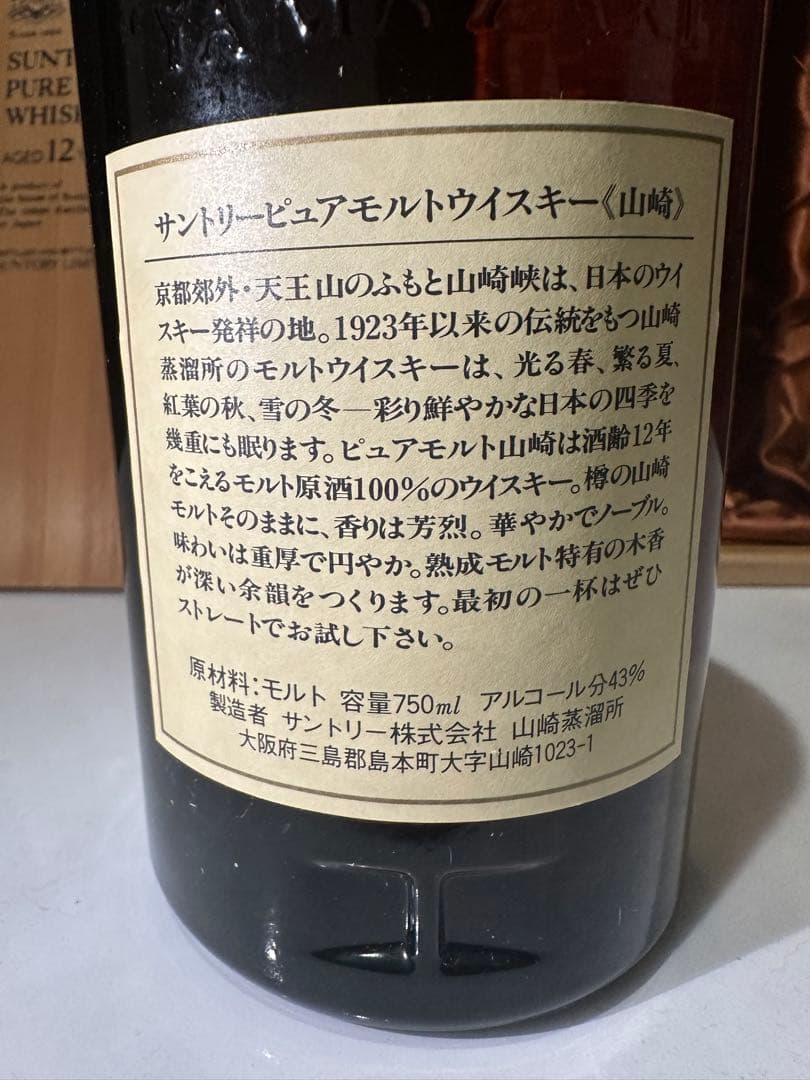 YAMAZAKI
SUNT
PURE
WHISK
AGED 12
A product of
SUNTORY LIM
サントリーピュアモルトウイスキー《山崎》
京都郊外・天王山のふもと山崎峡は、日本のウイ
スキー発祥の地。1923年以来の伝統をもつ山崎
蒸溜所のモルトウイスキーは、光る春、繁る夏、
紅葉の秋、雪の冬―彩り鮮やかな日本の四季を
幾重にも眠ります。ピュアモルト山崎は酒齢12年
をこえるモルト原酒100%のウイスキー。樽の山崎
モルトそのままに、香りは芳烈。華やかでノーブル。
味わいは重厚で円やか。熟成モルト特有の木香
が深い余韻をつくります。最初の一杯はぜひ
ストレートでお試し下さい。
原材料：モルト 容量750ml アルコール分43%
製造者 サントリー株式会社 山崎蒸溜所
大阪府三島郡島本町大字山崎1023-1